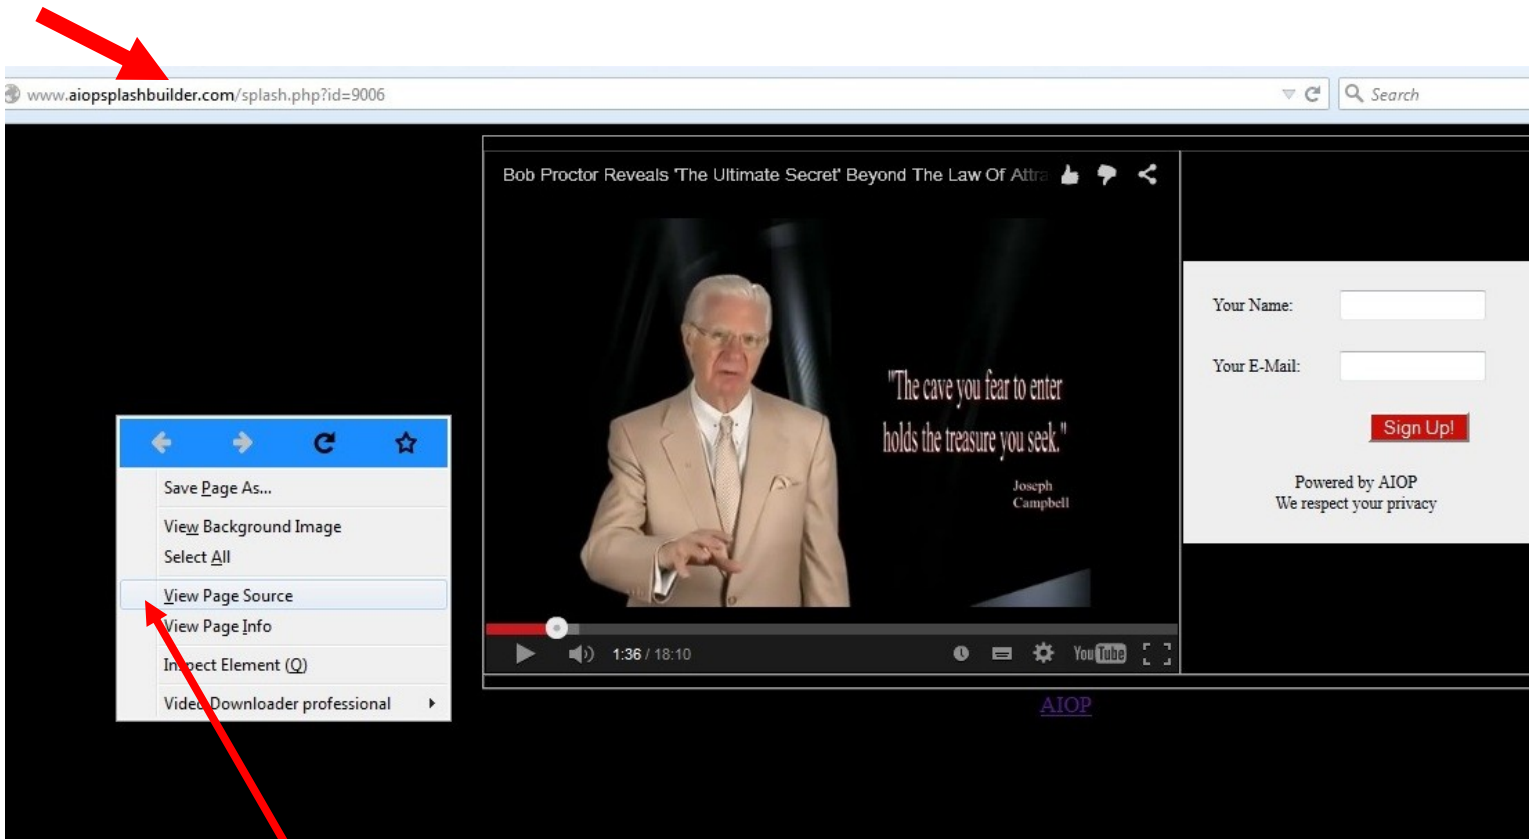 www.aiopsplashbuilder.com/splash.php?id=9006
Search
Bob Proctor Reveals 'The Ultimate Secret' Beyond The Law Of Attra
"The cave you fear to enter
holds the treasure you seek."
Joseph
Campbell
1:36 / 18:10
YouTube
Your Name:
Your E-Mail:
Sign Up!
Powered by AIOP
We respect your privacy
Save Page As...
View Background Image
Select All
View Page Source
View Page Info
Inspect Element (Q)
Video Downloader professional
AIOP